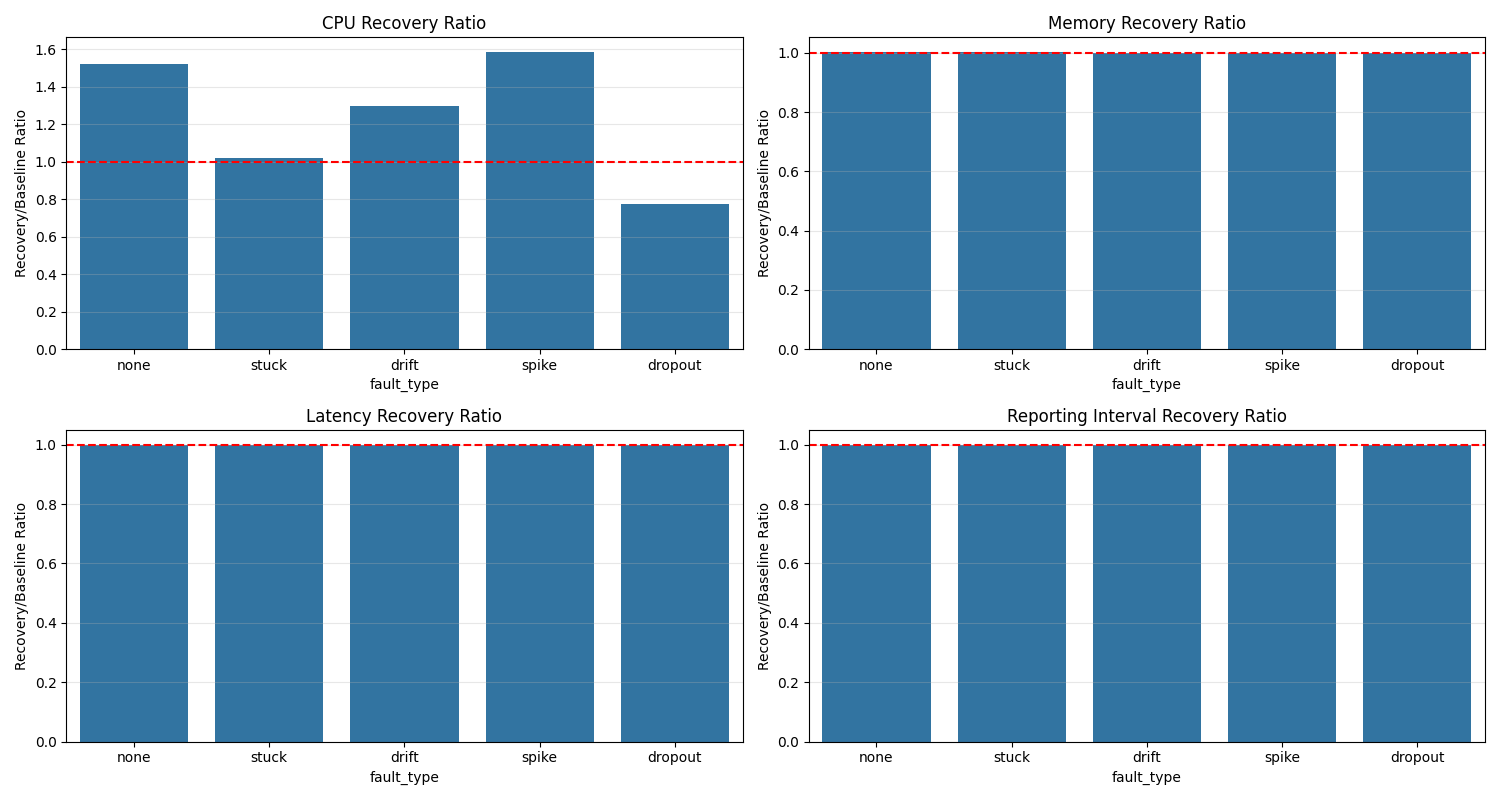 CPU Recovery Ratio
Recovery/Baseline Ratio
1.6
1.4
1.2
1.0
0.8
0.6
0.4
0.2
0.0
none stuck drift spike dropout
fault_type
Memory Recovery Ratio
Recovery/Baseline Ratio
1.0
0.8
0.6
0.4
0.2
0.0
none stuck drift spike dropout
fault_type
Latency Recovery Ratio
Recovery/Baseline Ratio
1.0
0.8
0.6
0.4
0.2
0.0
none stuck drift spike dropout
fault_type
Reporting Interval Recovery Ratio
Recovery/Baseline Ratio
1.0
0.8
0.6
0.4
0.2
0.0
none stuck drift spike dropout
fault_type